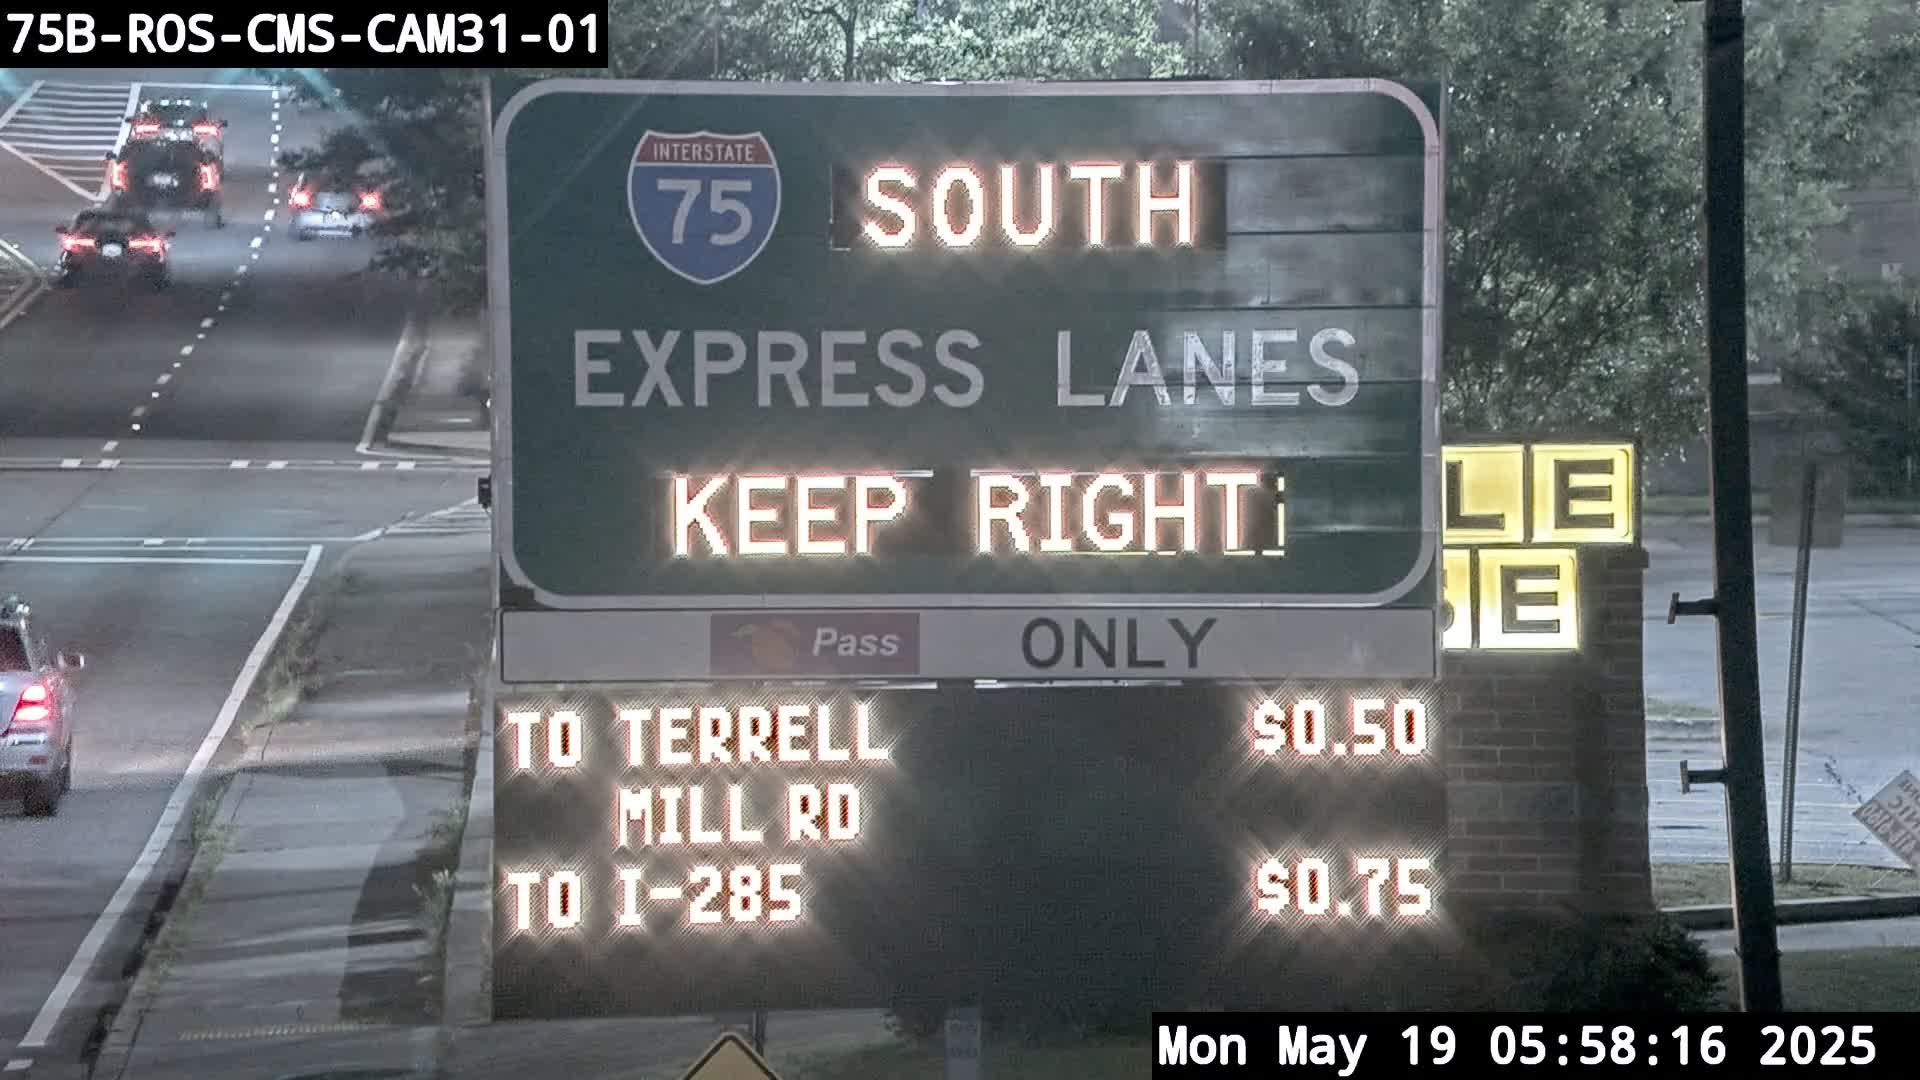 75B-ROS-CMS-CAM31-01
INTERSTATE
75
SOUTH
EXPRESS LANES
KEEP RIGHT
LE
E
Pass ONLY
TO TERRELL $0.50
MILL RD
TO I-285 $0.75
Mon May 19 05:58:16 2025